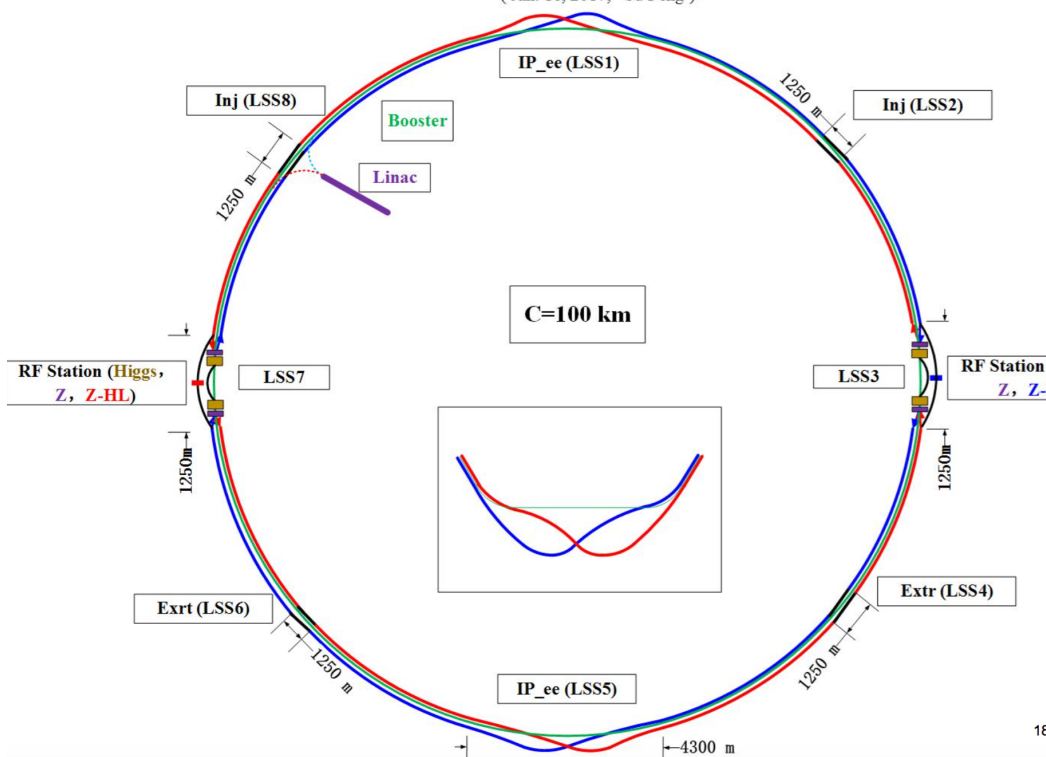 IP_ee (LSS1)
Inj (LSS8)
1250 m
Inj (LSS2)
1250 m
Booster
Linac
C=100 km
RF Station (Higgs,
Z, Z-HL)
LSS7
LSS3
RF Station
Z, Z-
1250m
1250m
Exrt (LSS6)
Extr (LSS4)
1250 m
1250 m
IP_ee (LSS5)
4300 m
18